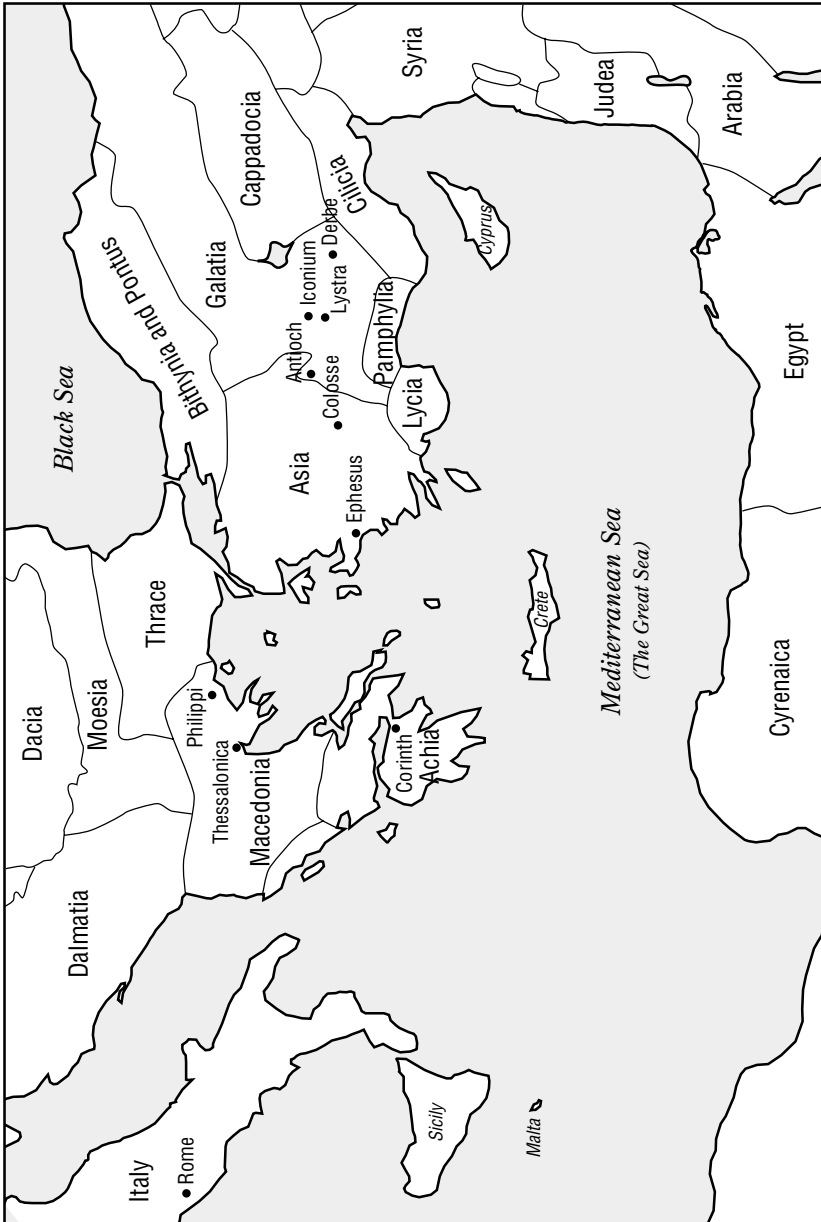 Dacia
Dalmatia
Moesia
Thrace
Black Sea
Bithynia and Pontus
Italy
Rome
Macedonia
Thessalonica
Philippi
Galatia
Cappadocia
Asia
Antioch
Iconium
Lystra
Derbe
Colosse
Ephesus
Cilicia
Pamphylia
Lycia
Syria
Corinth
Achia
Sicily
Malta
Crete
Cyprus
Mediterranean Sea
(The Great Sea)
Judea
Arabia
Cyrenaica
Egypt